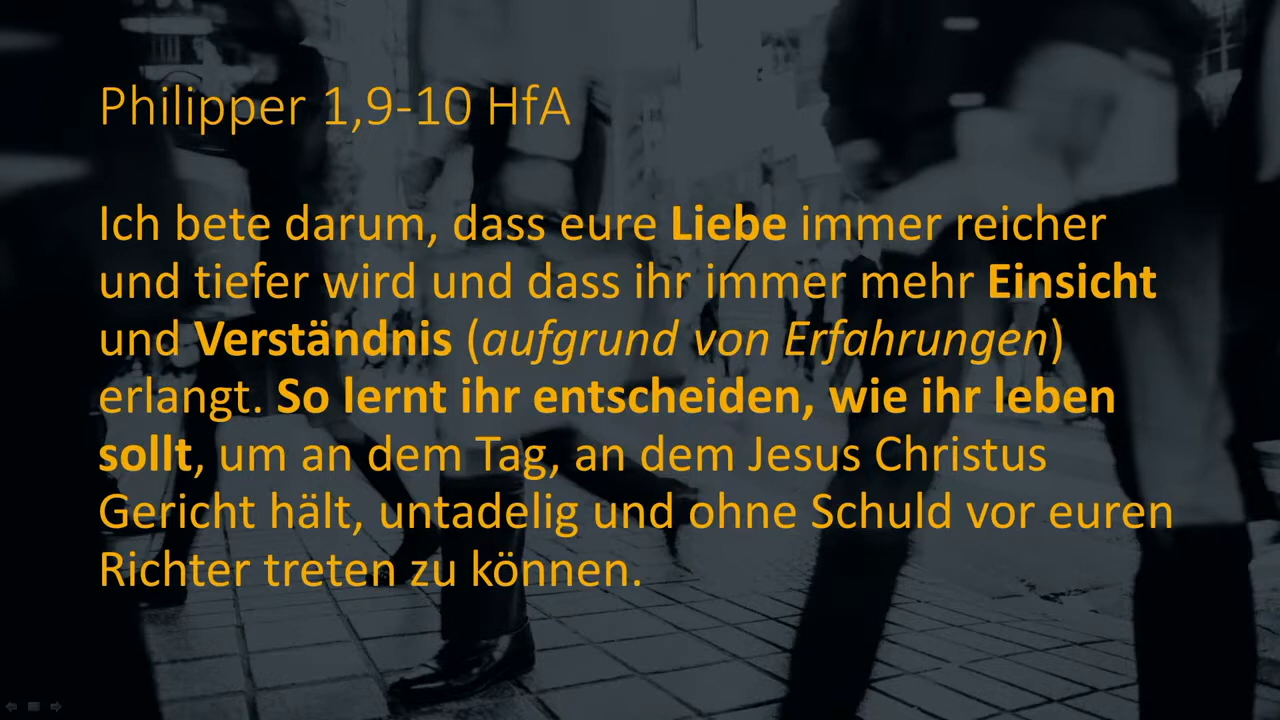 Philipper 1,9-10 HfA
Ich bete darum, dass eure Liebe immer reicher
und tiefer wird und dass ihr immer mehr Einsicht
und Verständnis (aufgrund von Erfahrungen)
erlangt. So lernt ihr entscheiden, wie ihr leben
sollt, um an dem Tag, an dem Jesus Christus
Gericht hält, untadelig und ohne Schuld vor euren
Richter treten zu können.